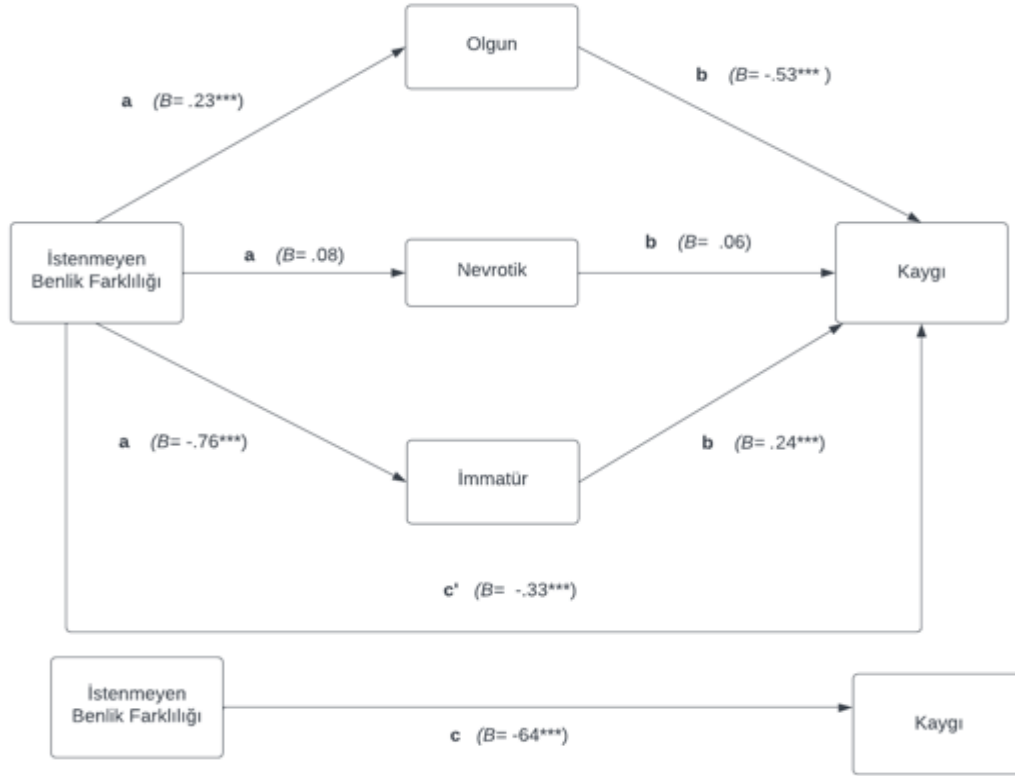 Olgun
a (B= .23***)
b (B= -.53*** )
İstenmeyen
Benlik Farklılığı
a (B= .08)
Nevrotik
b (B= .06)
Kaygı
a (B= -.76***)
İmmatür
b (B= .24***)
c' (B= -.33***)
İstenmeyen
Benlik Farklılığı
c (B= -64***)
Kaygı